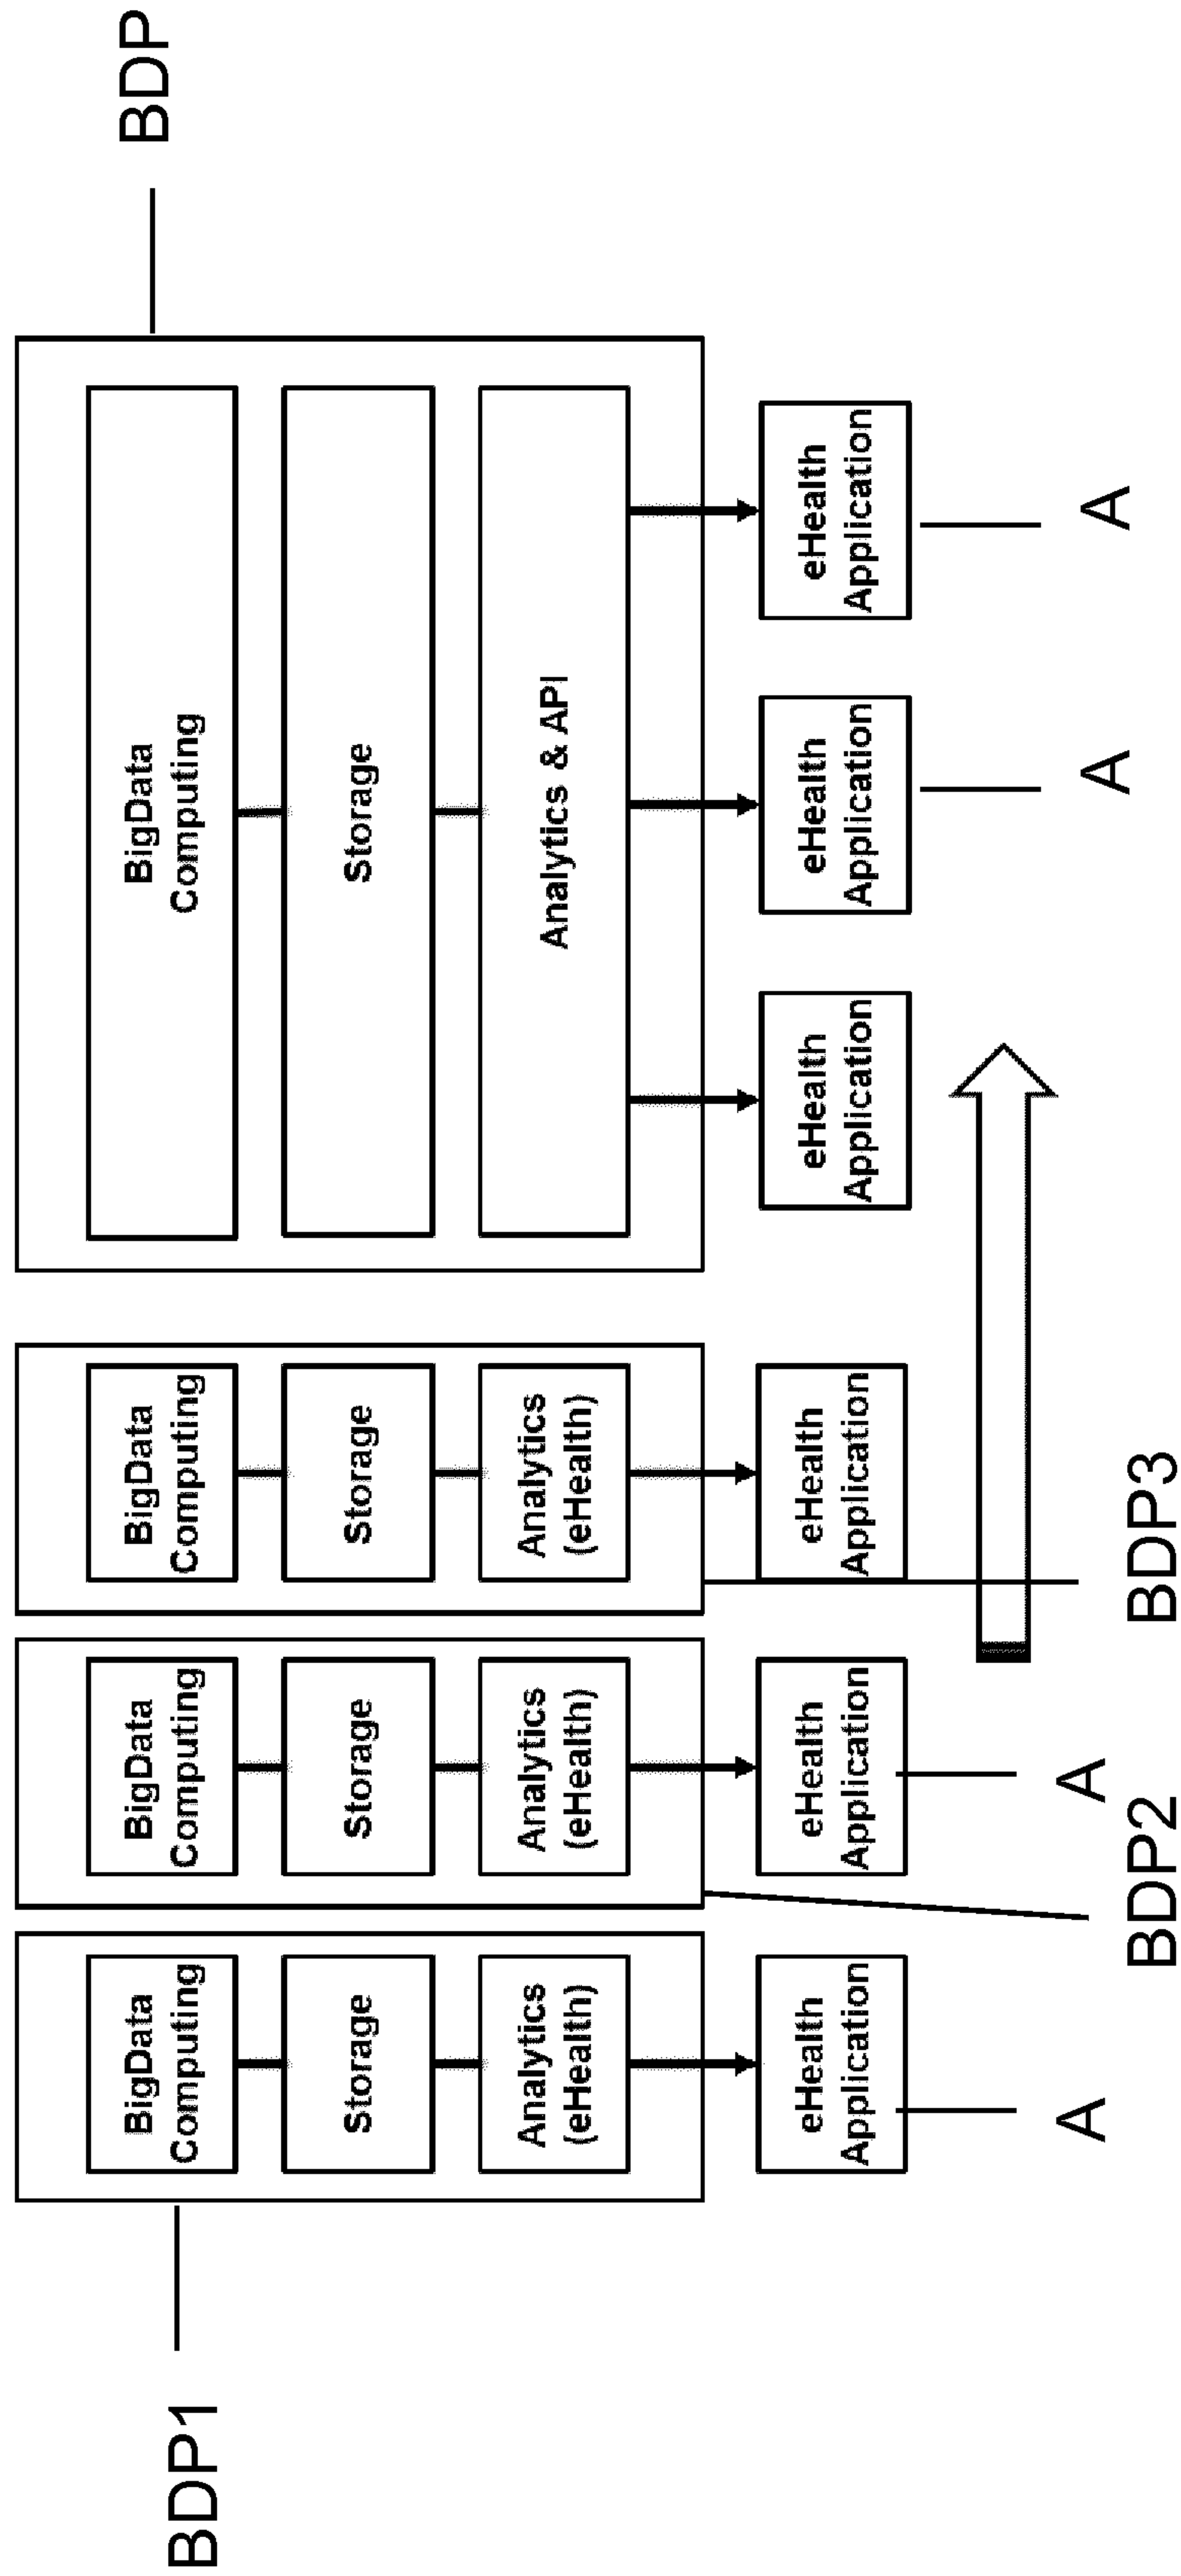 BDP1
BigData
Computing
Storage
Analytics
(eHealth)
eHealth
Application
A
BigData
Computing
Storage
Analytics
(eHealth)
eHealth
Application
A
BDP2
BigData
Computing
Storage
Analytics
(eHealth)
eHealth
Application
BDP3
BDP
BigData
Computing
Storage
Analytics & API
eHealth
Application
eHealth
Application
A
eHealth
Application
A